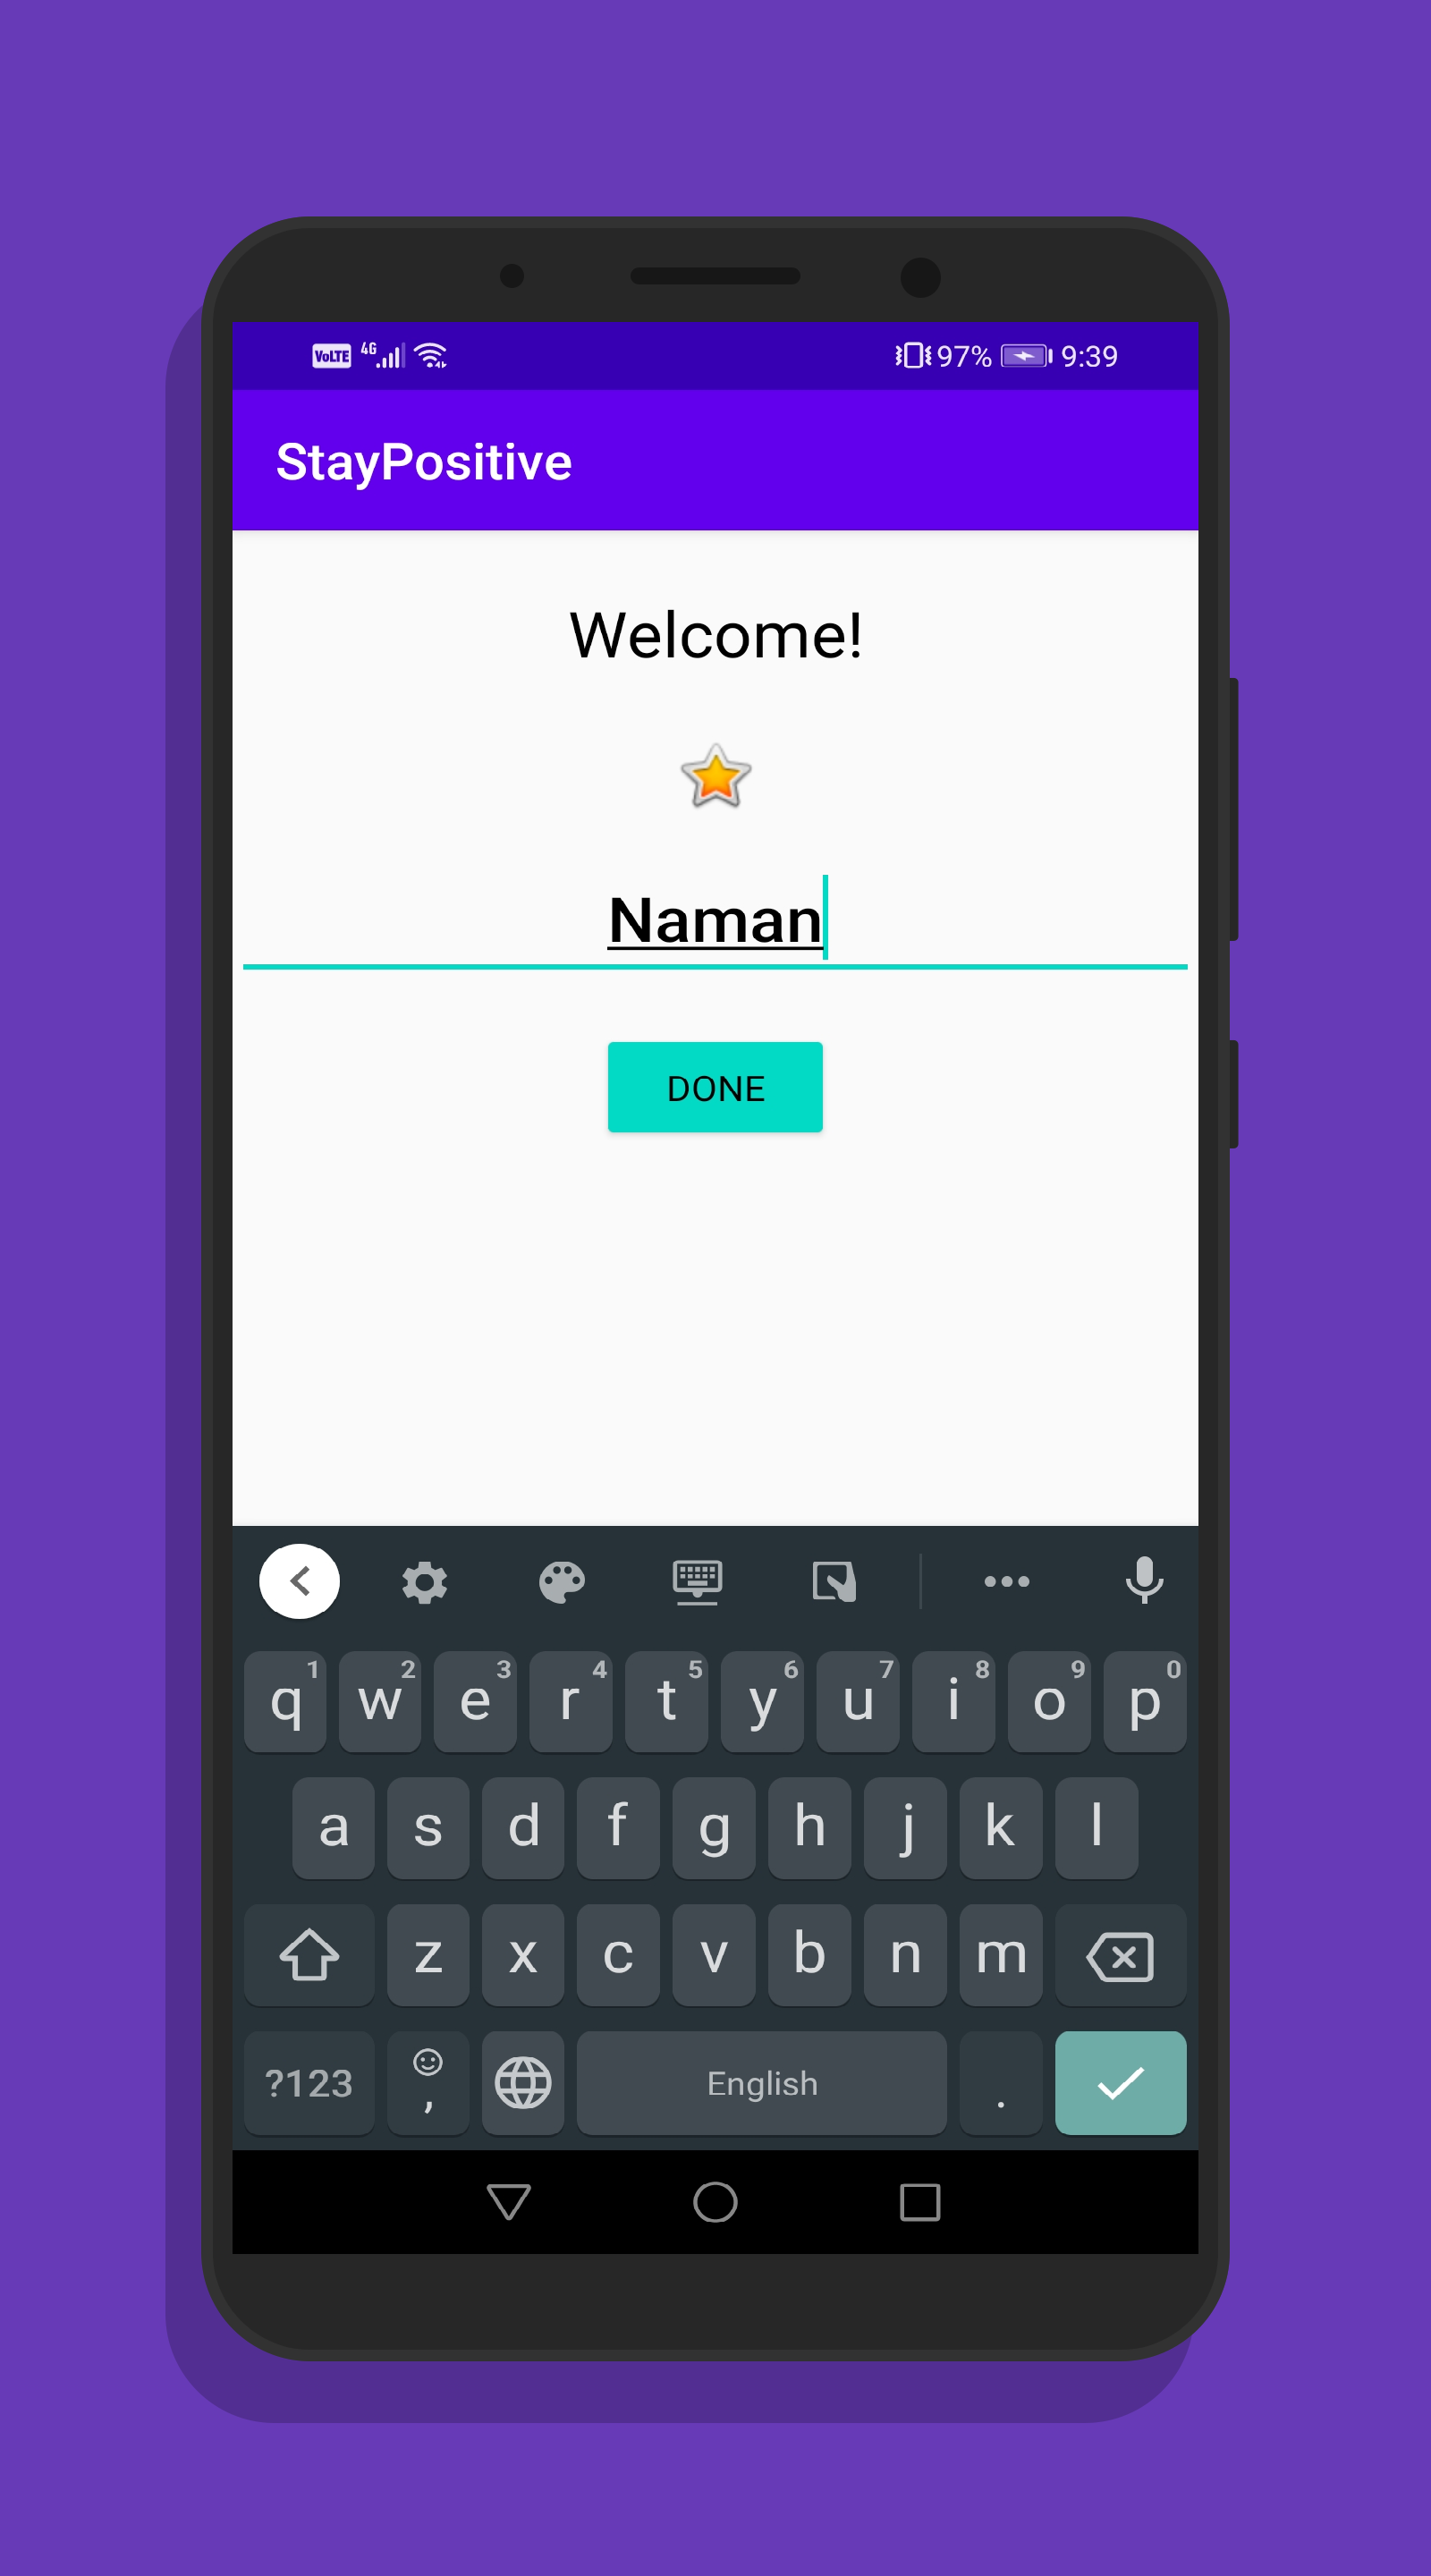 VoLTE 4G 97% 9:39
StayPositive
Welcome!
Naman
DONE
1 2 3 4 5 6 7 8 9 0
q w e r t y u i o p
a s d f g h j k l
z x c v b n m
?123 , English .